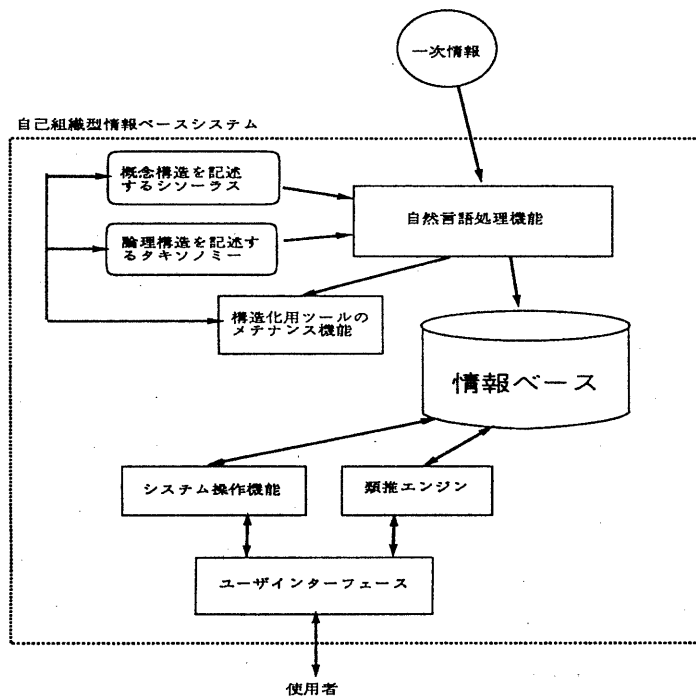 一次情報
自己組織型情報ベースシステム
概念構造を記述
するシソーラス
自然言語処理機能
論理構造を記述す
るタキソノミー
構造化用ツールの
メテナンス機能
情報ベース
システム操作機能
類推エンジン
ユーザインターフェース
使用者